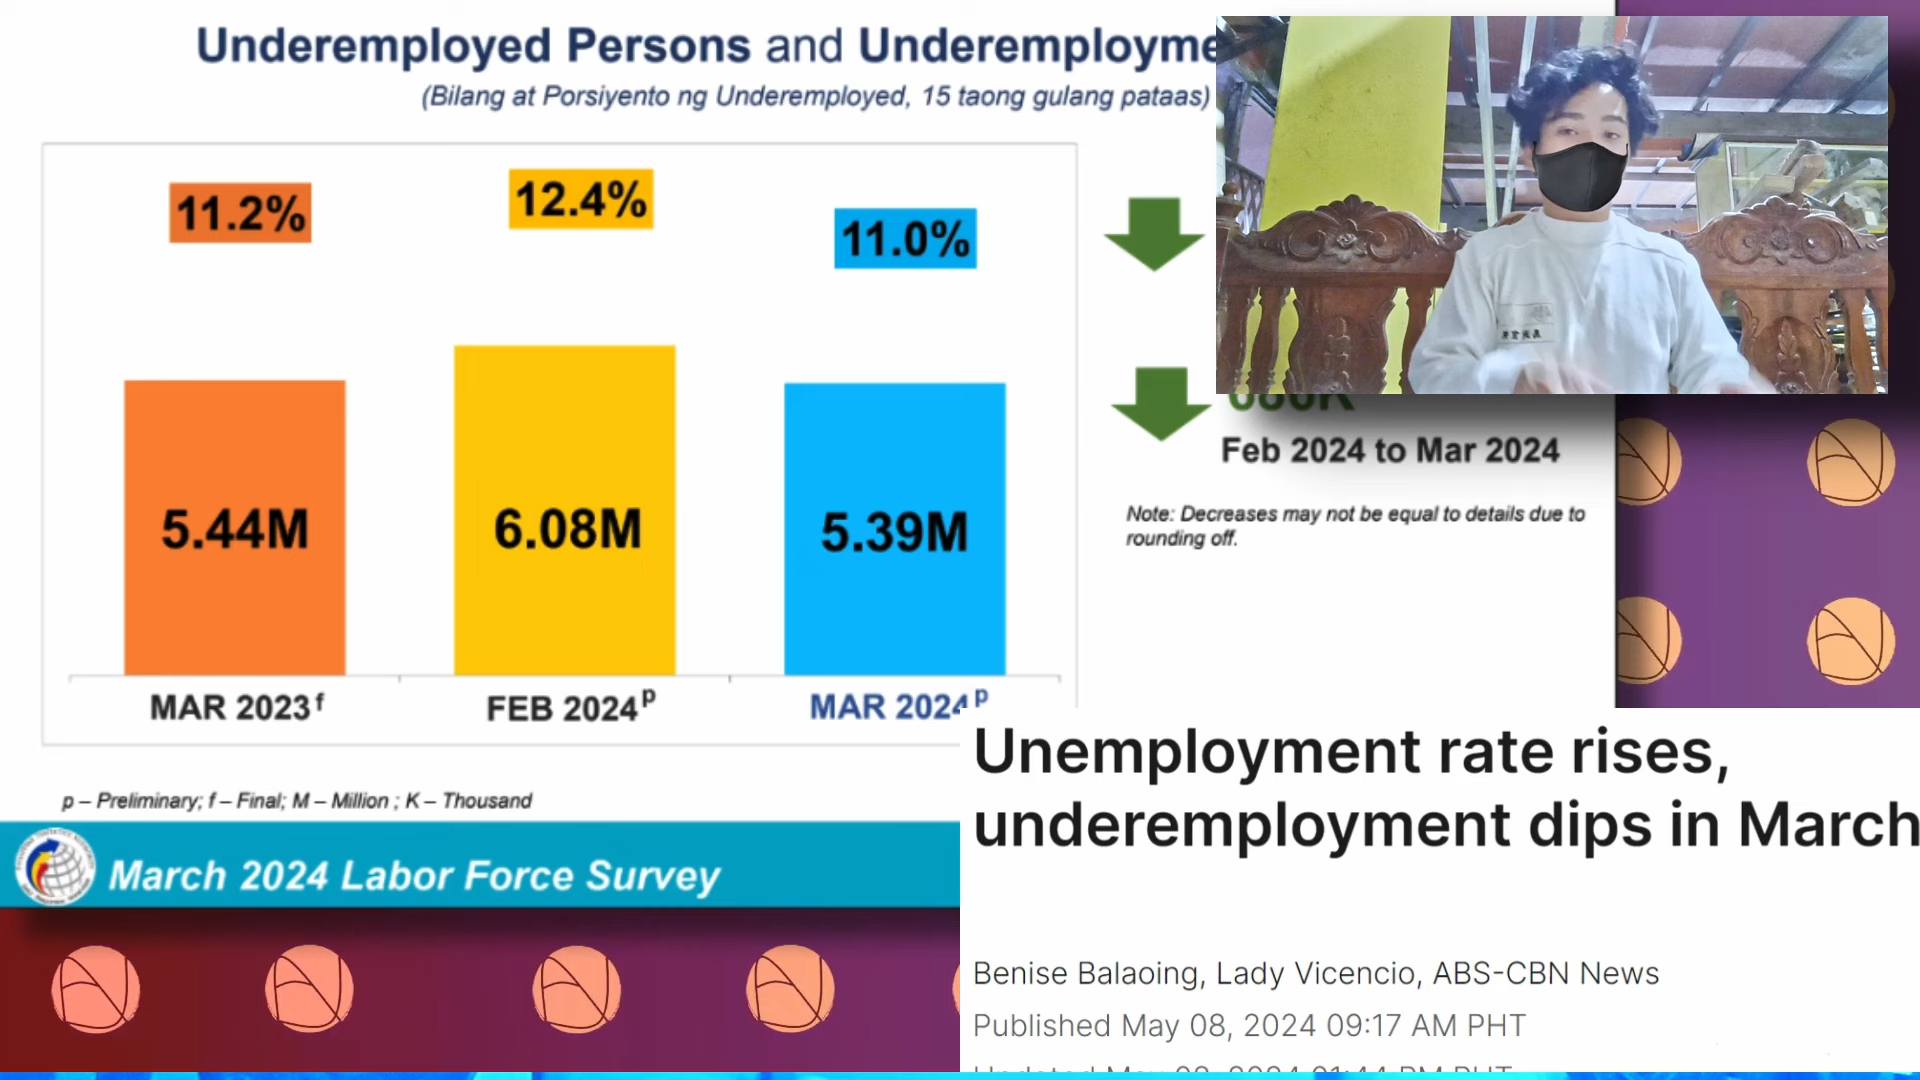 Underemployed Persons and Underemployme
(Bilang at Porsiyento ng Underemployed, 15 taong gulang pataas)
11.2%
12.4%
11.0%
5.44M
6.08M
5.39M
MAR 2023 f
FEB 2024 p
MAR 2024 p
Feb 2024 to Mar 2024
Note: Decreases may not be equal to details due to
rounding off.
p – Preliminary; f – Final; M – Million ; K – Thousand
March 2024 Labor Force Survey
Unemployment rate rises,
underemployment dips in March
Benise Balaoing, Lady Vicencio, ABS-CBN News
Published May 08, 2024 09:17 AM PHT